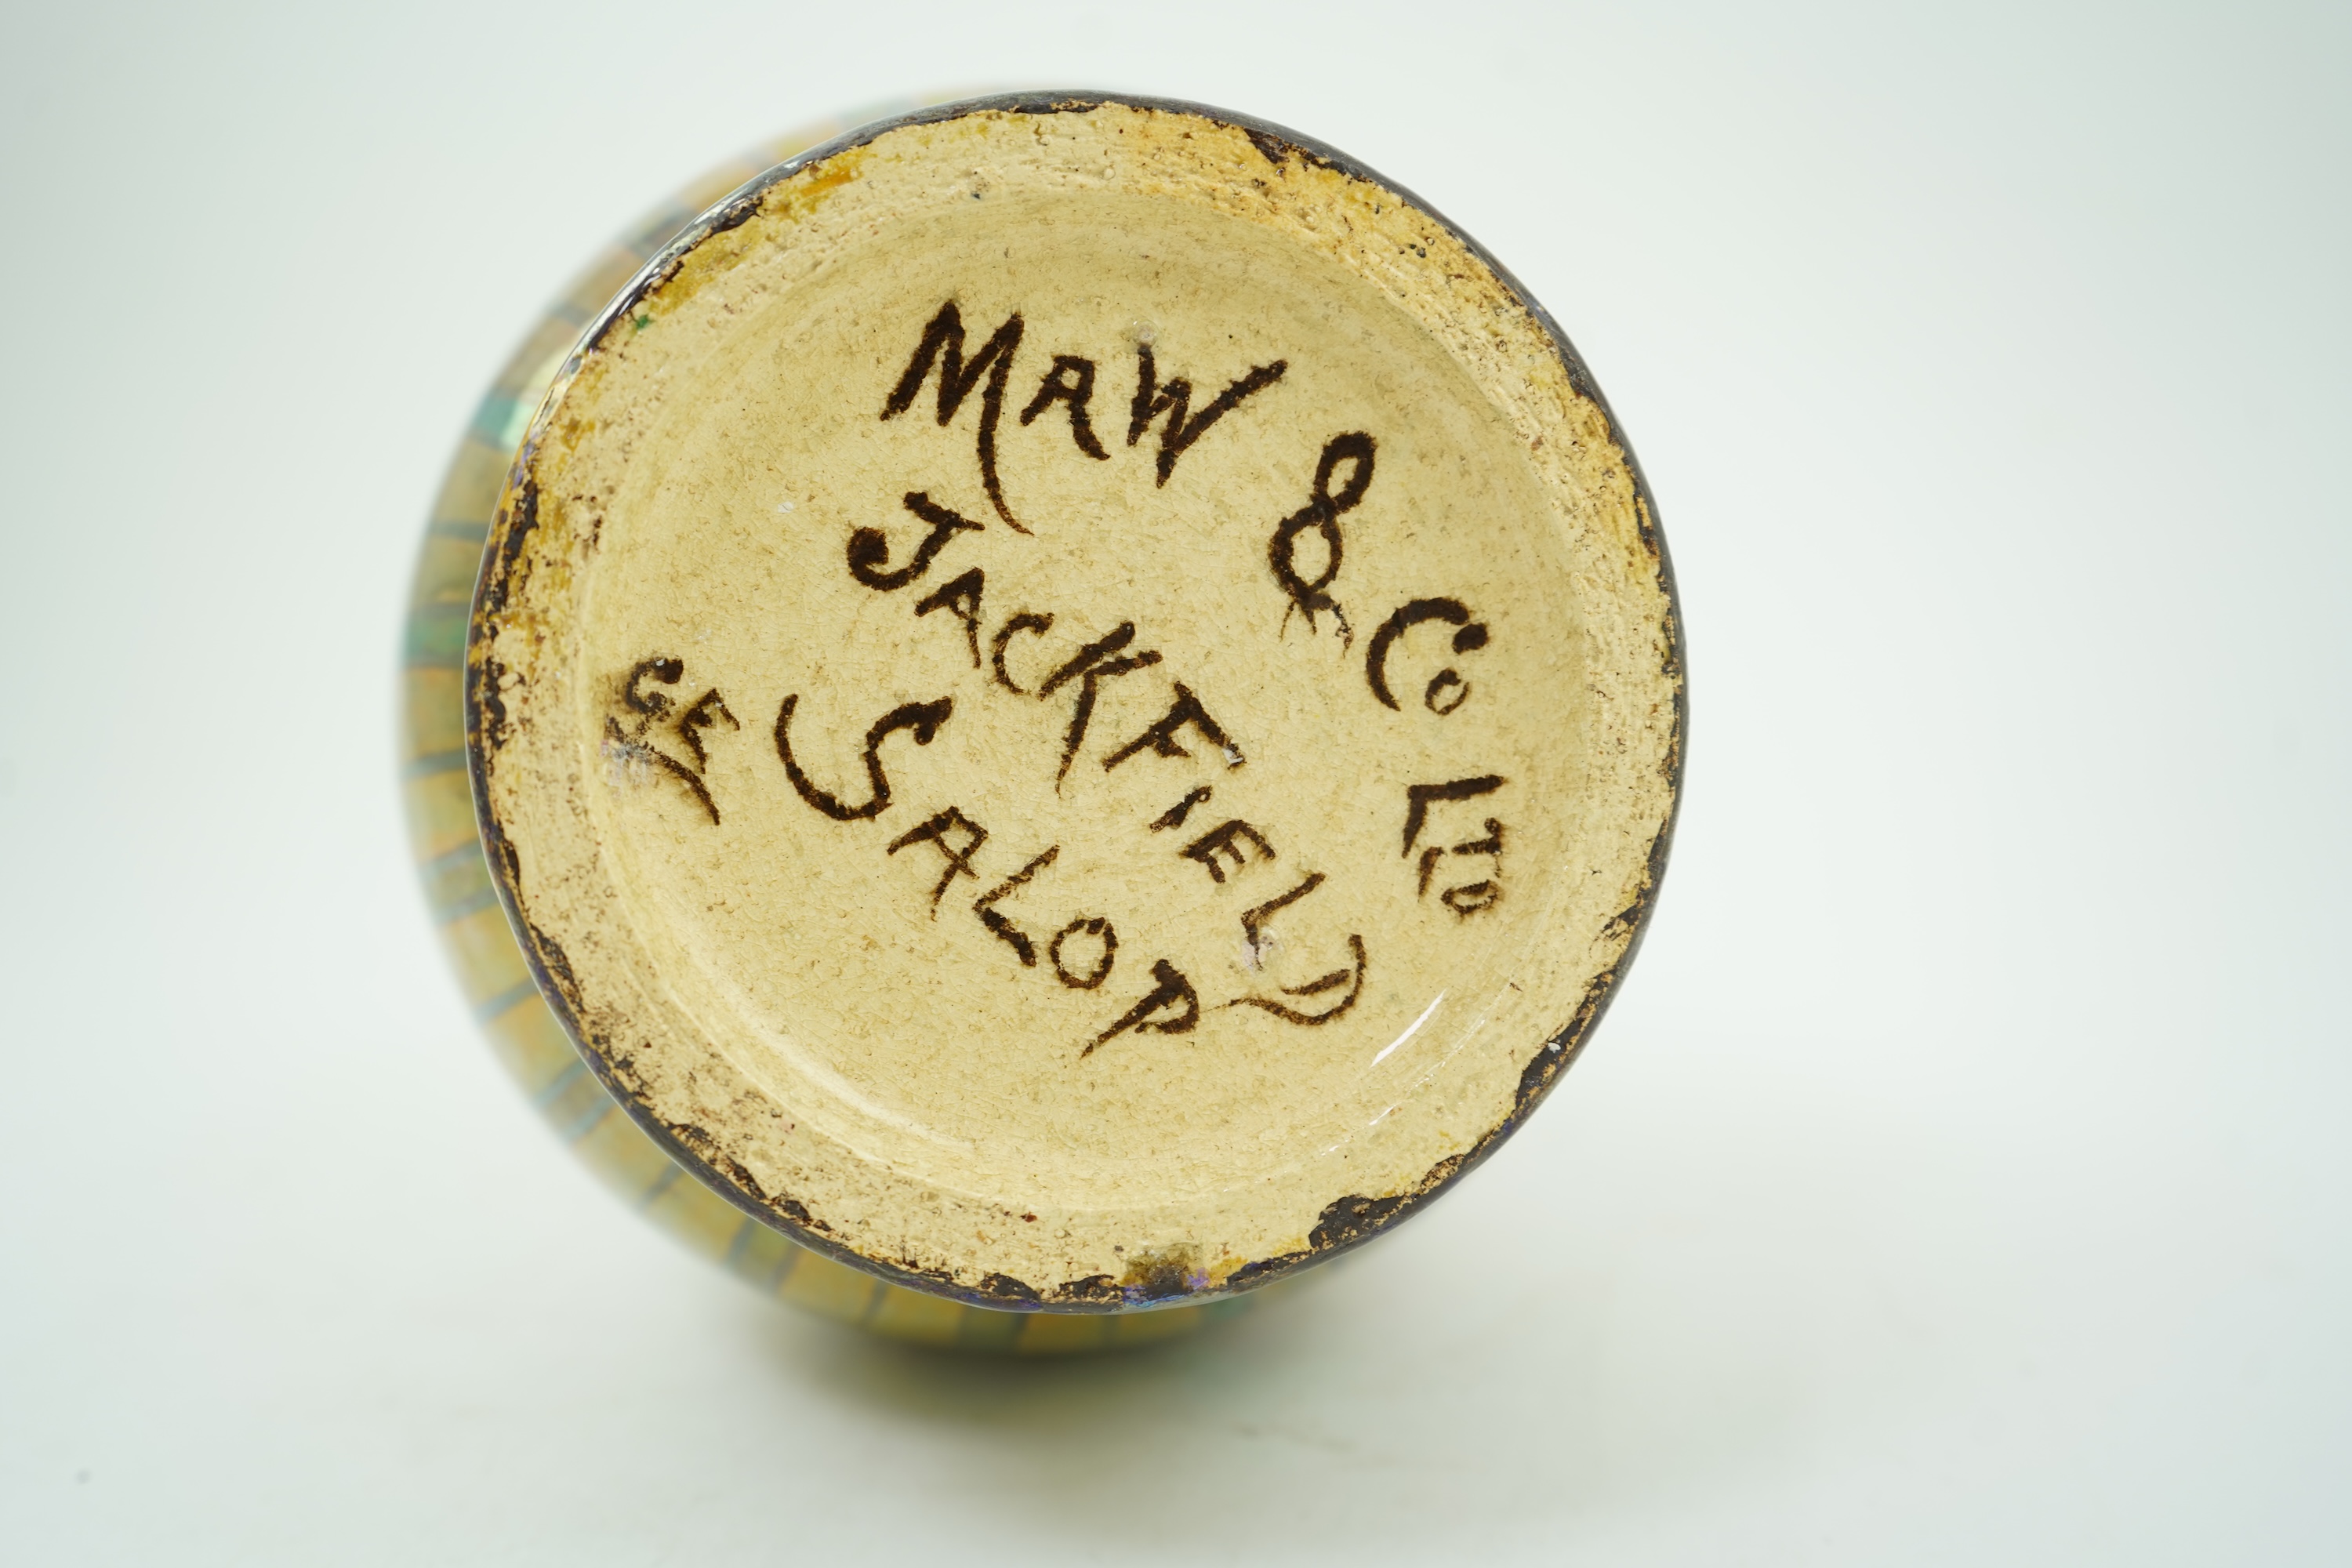 MAW & Co LTD
JACKFiELD
SALOP